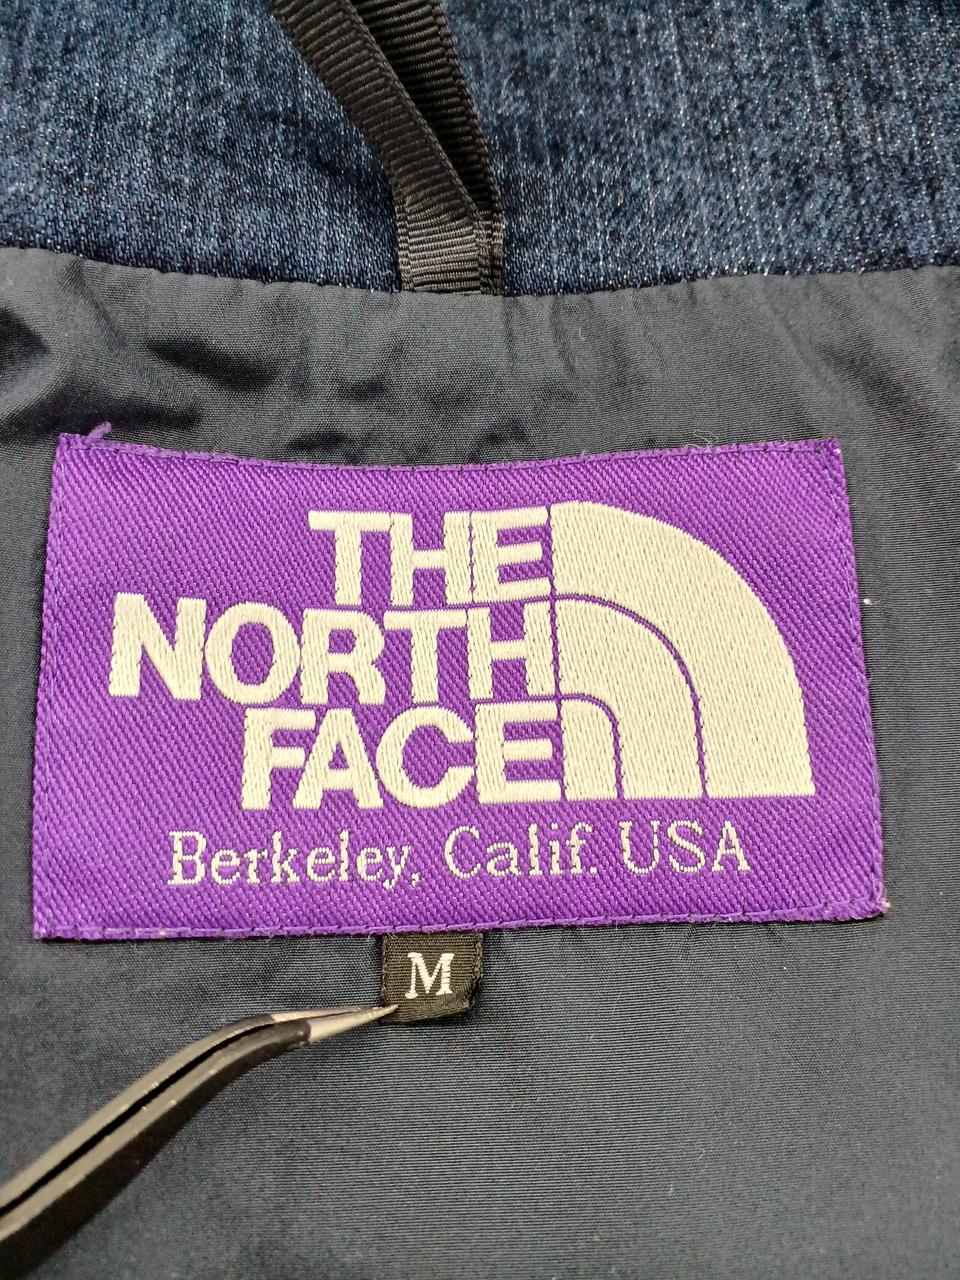 THE
NORTH
FACE
Berkeley, Calif. USA
M